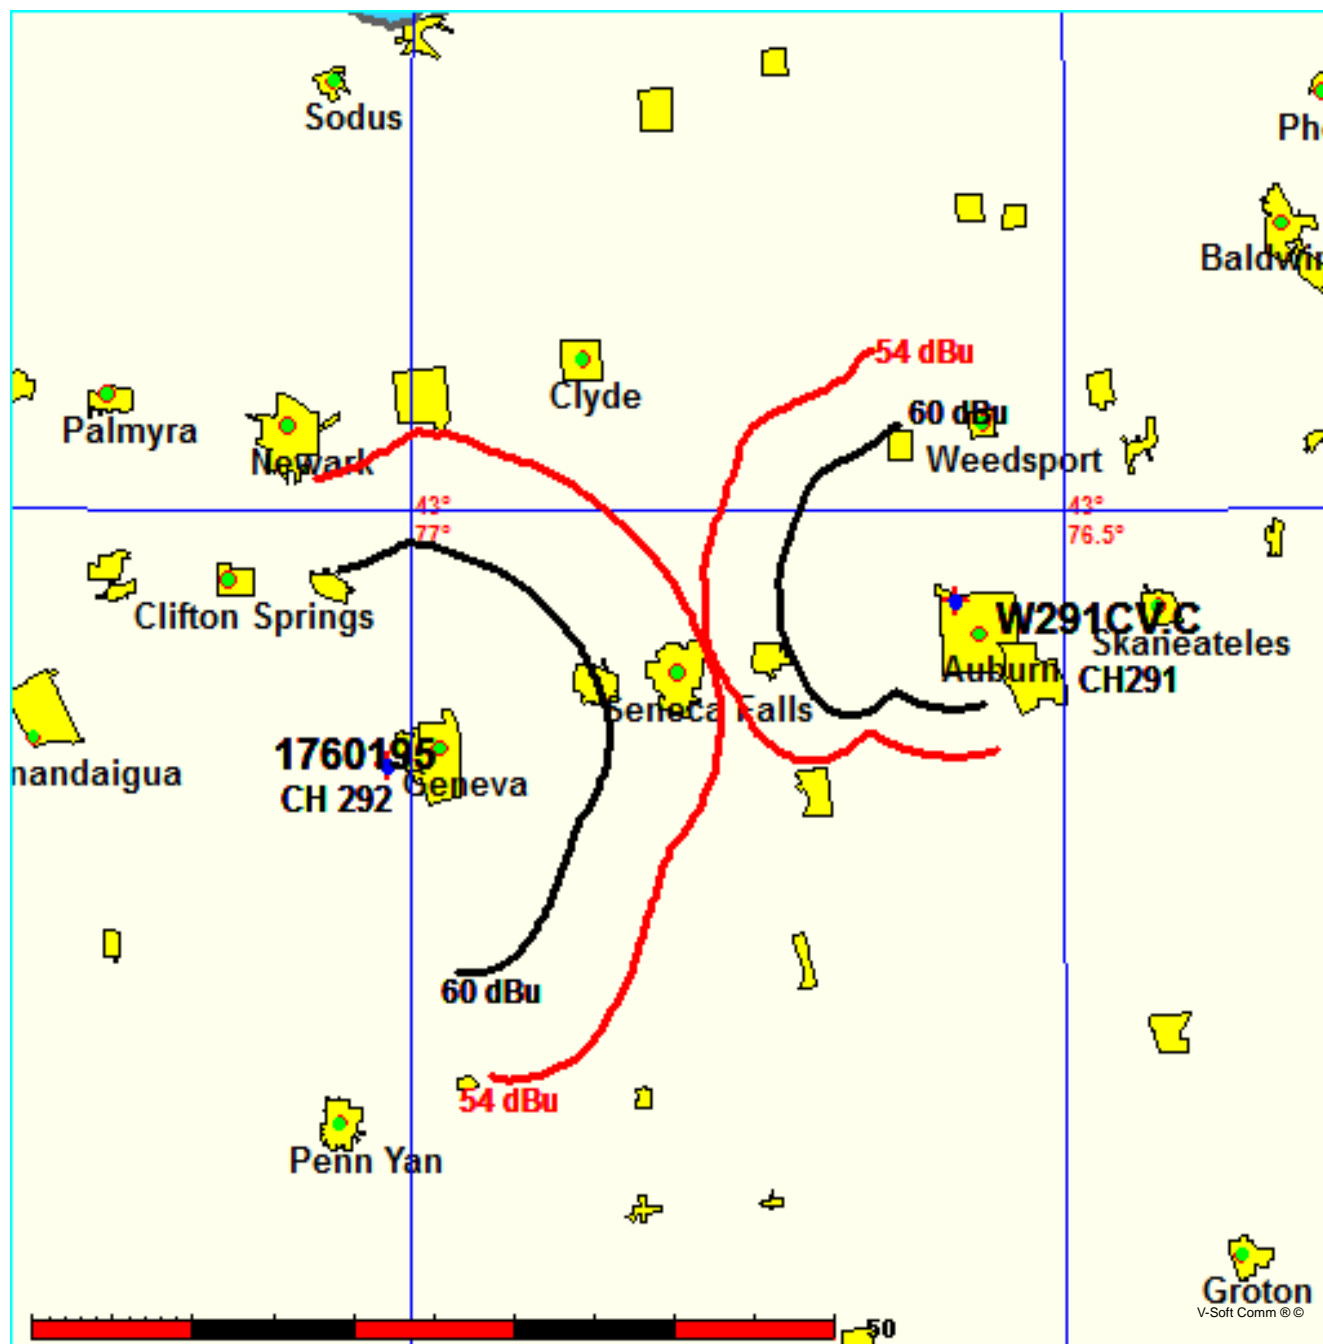 Sodus
Pho
Baldwin
54 dBu
Clyde
60 dBu
Palmyra
Newark
Weedsport
43°
77°
43°
76.5°
Clifton Springs
W291CV.C
Skaneateles
Auburn
CH291
Seneca Falls
1760195
nandaigua
Geneva
CH 292
60 dBu
54 dBu
Penn Yan
Groton
V-Soft Comm ® ©
50